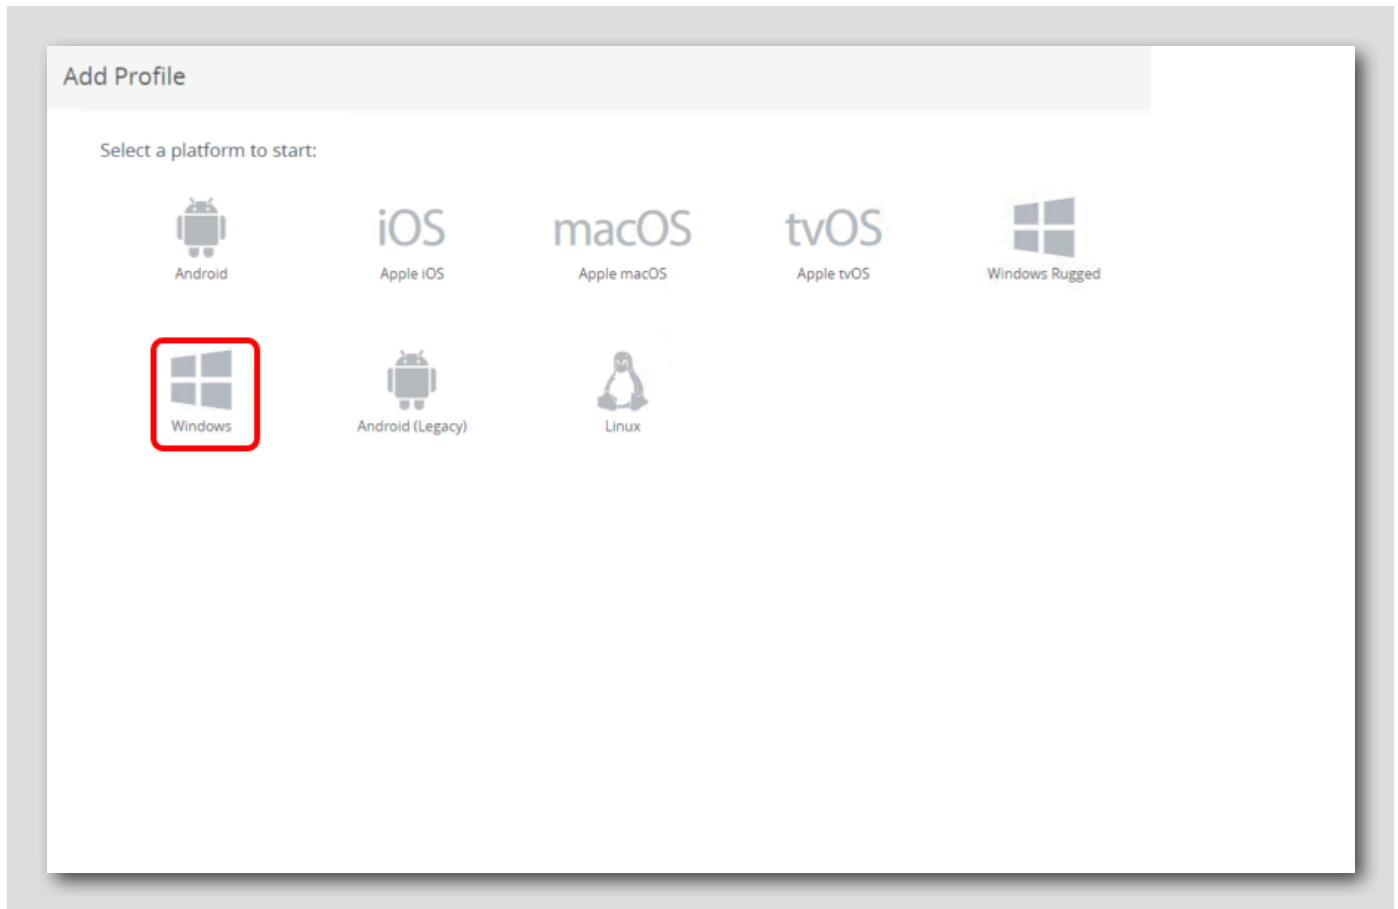 Add Profile
Select a platform to start:
iOS macOS tvOS
Android Apple iOS Apple macOS Apple tvOS Windows Rugged
Windows Android (Legacy) Linux